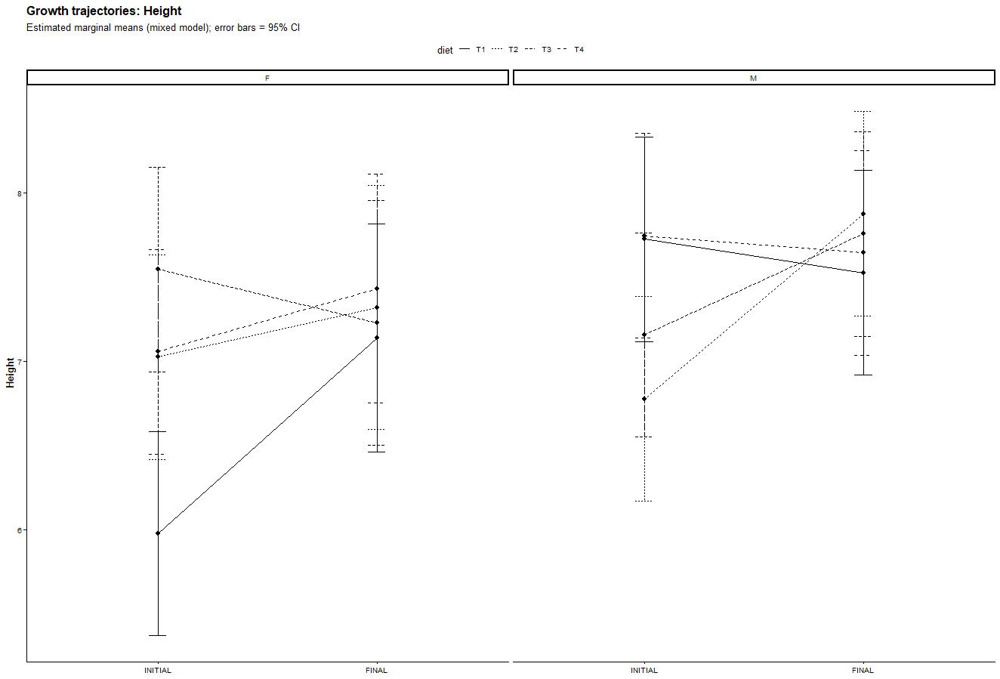 Growth trajectories: Height
Estimated marginal means (mixed model); error bars = 95% CI
diet T1 T2 T3 T4
F
M
8
7
6
Height
INITIAL
FINAL
INITIAL
FINAL